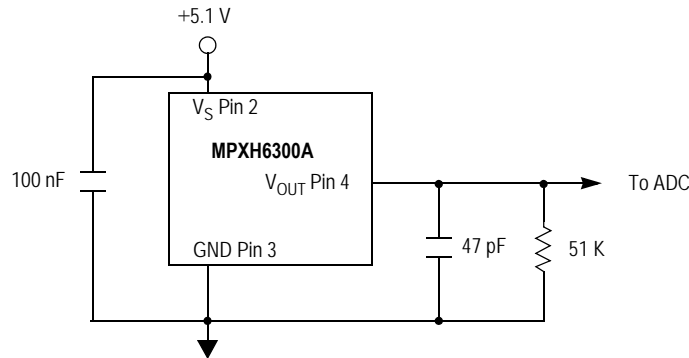 +5.1 V
V_S Pin 2
MPXH6300A
100 nF
V_OUT Pin 4
To ADC
GND Pin 3
47 pF
51 K